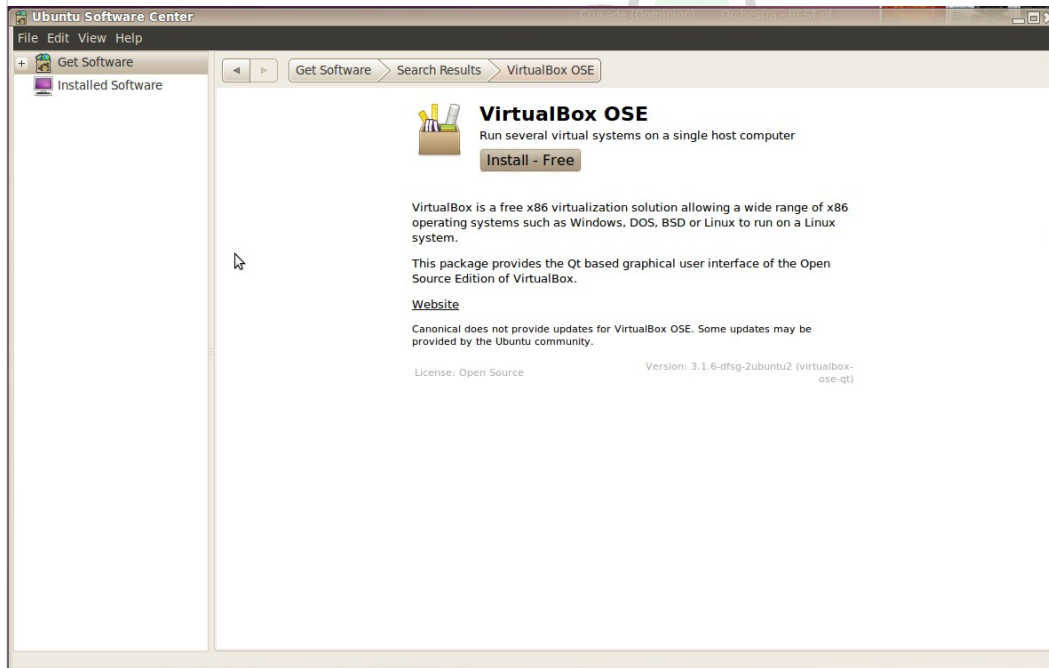 Ubuntu Software Center
Crusade (Dominion) Orchestra - BEST of
File Edit View Help
Get Software
Installed Software
Get Software Search Results VirtualBox OSE
VirtualBox OSE
Run several virtual systems on a single host computer
Install - Free
VirtualBox is a free x86 virtualization solution allowing a wide range of x86
operating systems such as Windows, DOS, BSD or Linux to run on a Linux
system.
This package provides the Qt based graphical user interface of the Open
Source Edition of VirtualBox.
Website
Canonical does not provide updates for VirtualBox OSE. Some updates may be
provided by the Ubuntu community.
License: Open Source
Version: 3.1.6-dfsg-2ubuntu2 (virtualbox-
ose-qt)